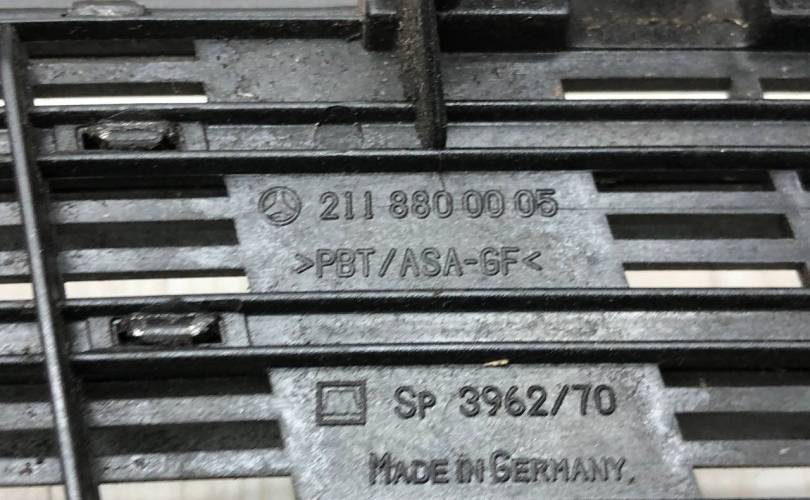 211 880 00 05
>PBT/ASA-GF<
SP 3962/70
MADE IN GERMANY.